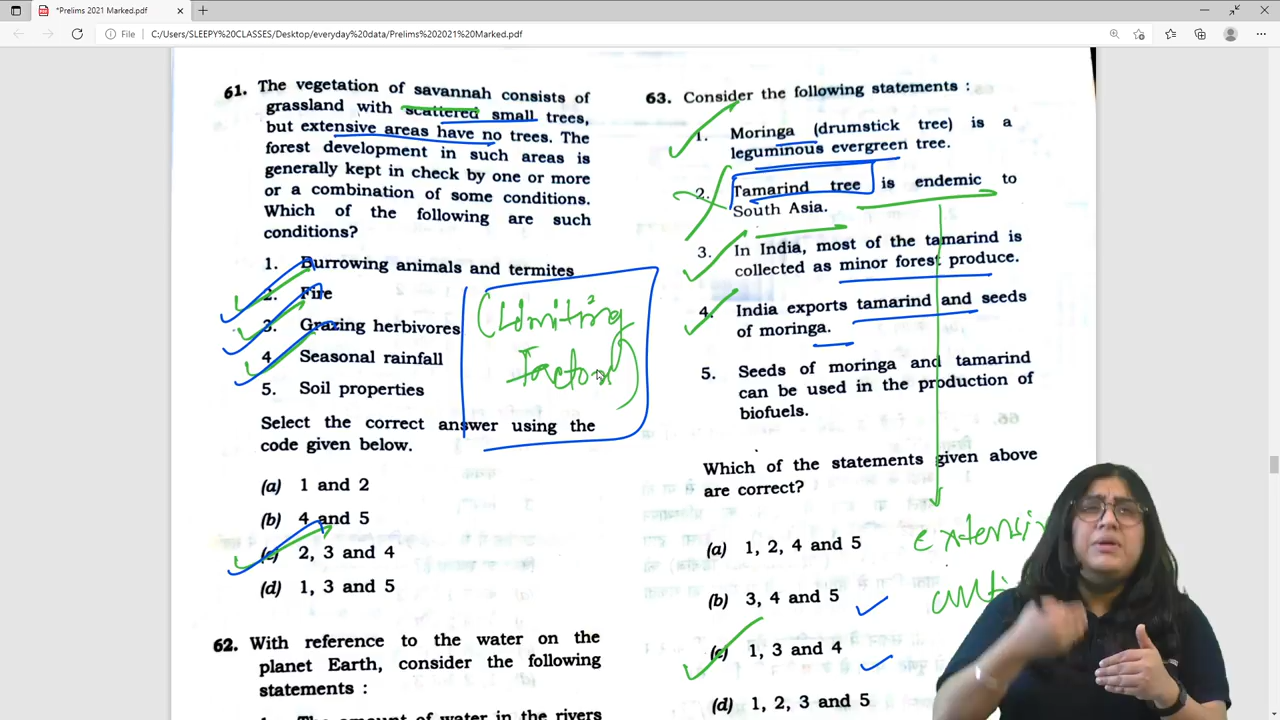 *Prelims 2021 Marked.pdf
File
C:/Users/SLEEPY%20CLASSES/Desktop/everyday%20data/Prelims%202021%20Marked.pdf
61. The vegetation of savannah consists of
grassland with scattered small trees,
but extensive areas have no trees. The
forest development in such areas is
generally kept in check by one or more
or a combination of some conditions.
Which of the following are such
conditions?
1. Burrowing animals and termites
2. Fire
3. Grazing herbivores
4. Seasonal rainfall
5. Soil properties
(Limiting
Factors)
Select the correct answer using the
code given below.
(a) 1 and 2
(b) 4 and 5
(c) 2, 3 and 4
(d) 1, 3 and 5
62. With reference to the water on the
planet Earth, consider the following
statements :
1. The amount of water in the rivers
63. Consider the following statements :
1. Moringa (drumstick tree) is a
leguminous evergreen tree.
2. Tamarind tree is endemic to
South Asia.
3. In India, most of the tamarind is
collected as minor forest produce.
4. India exports tamarind and seeds
of moringa.
5. Seeds of moringa and tamarind
can be used in the production of
biofuels.
Which of the statements given above
are correct?
(a) 1, 2, 4 and 5
(b) 3, 4 and 5
(c) 1, 3 and 4
(d) 1, 2, 3 and 5
extensi